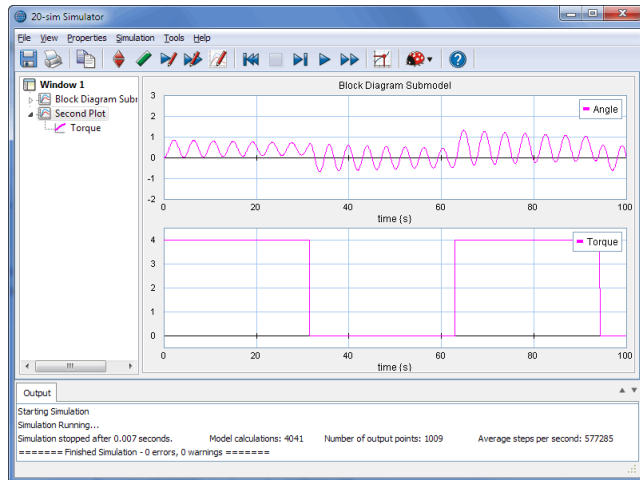 20-sim Simulator
File View Properties Simulation Tools Help
Window 1
Block Diagram Subr
Second Plot
Torque
Block Diagram Submodel
3
2
1
0
-1
-2
Angle
0 20 40 60 80 100
time {s}
4
3
2
1
0
Torque
0 20 40 60 80 100
time {s}
Output
Starting Simulation
Simulation Running...
Simulation stopped after 0.007 seconds. Model calculations: 4041 Number of output points: 1009 Average steps per second: 577285
======= Finished Simulation - 0 errors, 0 warnings =======